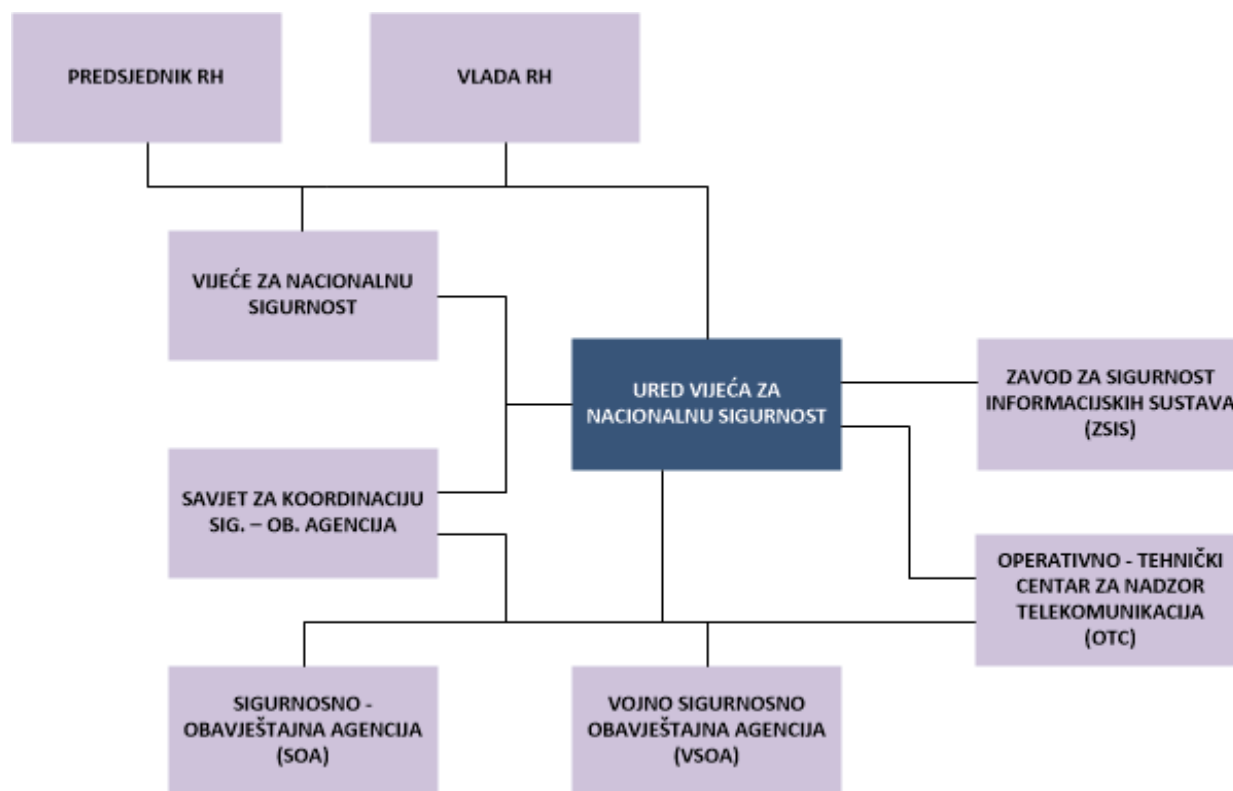 PREDSJEDNIK RH
VLADA RH
VIJEĆE ZA NACIONALNU
SIGURNOST
URED VIJEĆA ZA
NACIONALNU SIGURNOST
ZAVOD ZA SIGURNOST
INFORMACIJSKIH SUSTAVA
(ZSIS)
SAVJET ZA KOORDINACIJU
SIG. – OB. AGENCIJA
OPERATIVNO - TEHNIČKI
CENTAR ZA NADZOR
TELEKOMUNIKACIJA
(OTC)
SIGURNOSNO -
OBAVJEŠTAJNA AGENCIJA
(SOA)
VOJNO SIGURNOSNO
OBAVJEŠTAJNA AGENCIJA
(VSOA)